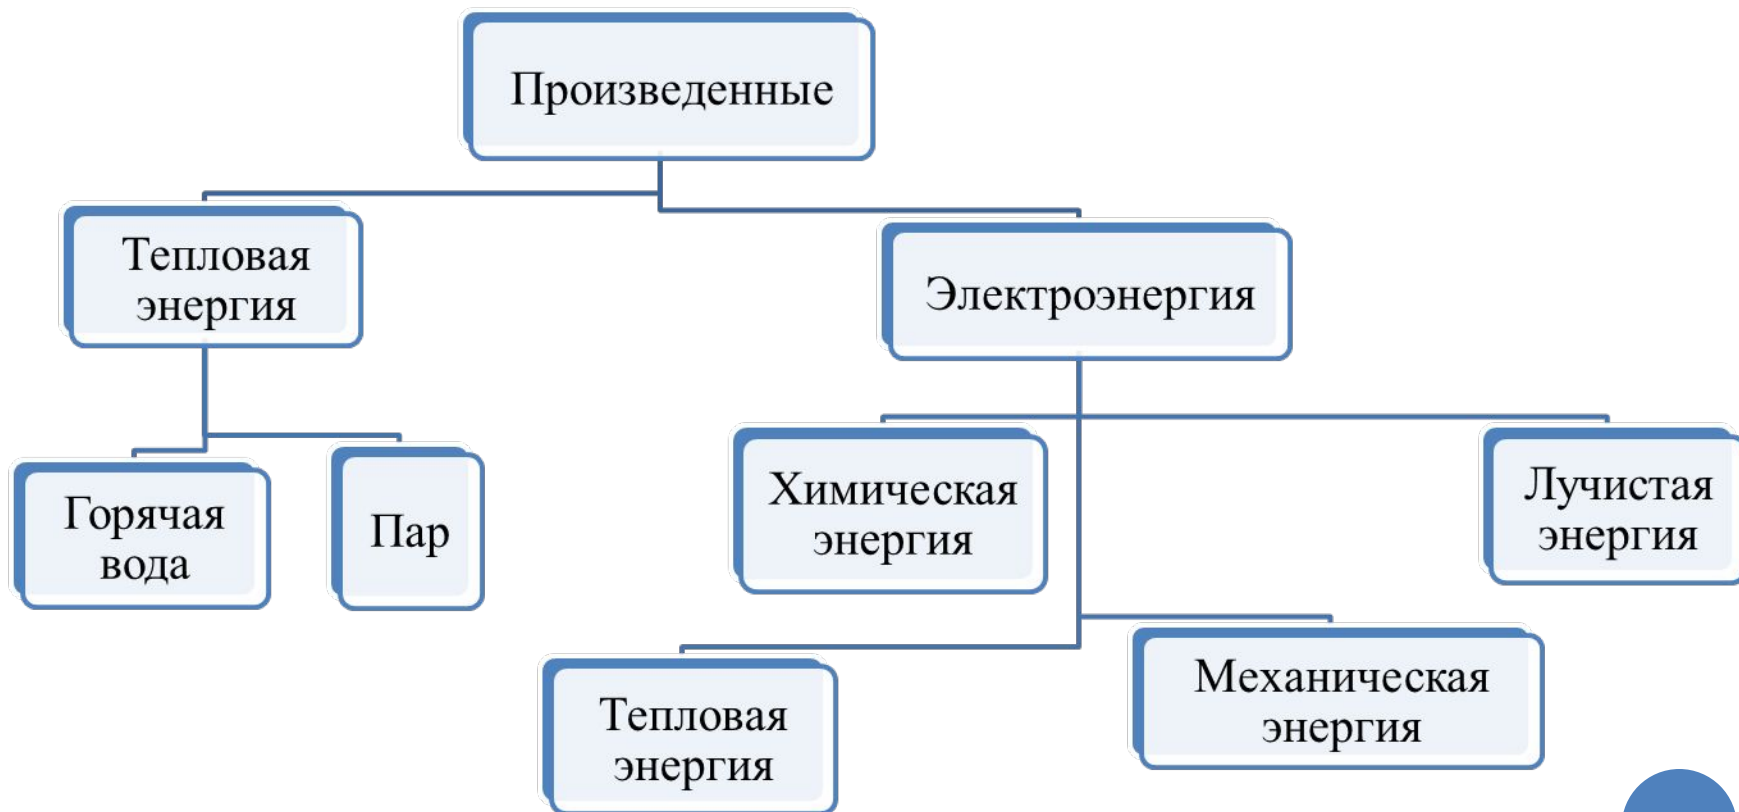 Произведенные
Тепловая
энергия
Электроэнергия
Горячая
вода
Пар
Химическая
энергия
Лучистая
энергия
Тепловая
энергия
Механическая
энергия